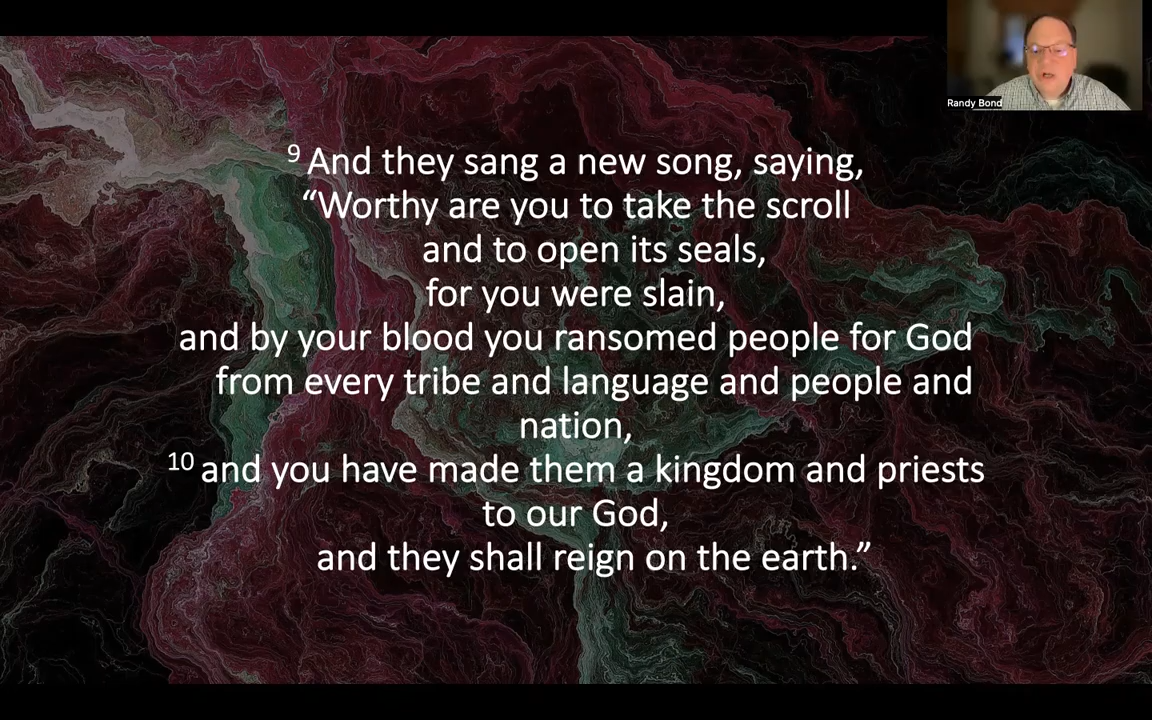 Randy Bond
9 And they sang a new song, saying,
“Worthy are you to take the scroll
and to open its seals,
for you were slain,
and by your blood you ransomed people for God
from every tribe and language and people and
nation,
10 and you have made them a kingdom and priests
to our God,
and they shall reign on the earth.”